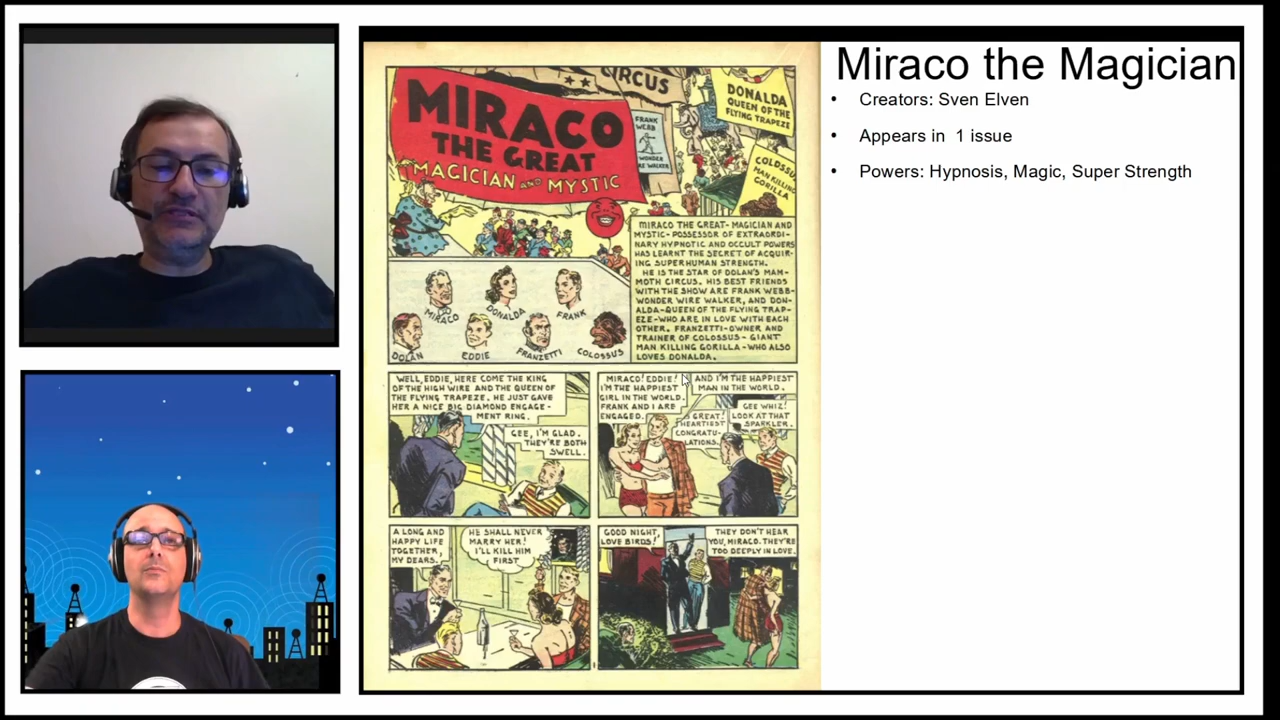 Miraco the Magician
• Creators: Sven Elven
• Appears in 1 issue
• Powers: Hypnosis, Magic, Super Strength
CIRCUS
MIRACO
THE GREAT
MAGICIAN AND MYSTIC
FRANK
WEBB
WONDER
WALKER
DONALDA
QUEEN OF THE
FLYING TRAPEZE
COLOSSUS
MAN KILLING
GORILLA
MIRACO THE GREAT- MAGICIAN AND
MYSTIC- POSSESSOR OF EXTRAORDI-
NARY HYPNOTIC AND OCCULT POWERS
HAS LEARNT THE SECRET OF ACQUIR-
ING SUPERHUMAN STRENGTH.
HE IS THE STAR OF DOLAN'S MAM-
MOTH CIRCUS. HIS BEST FRIENDS
WITH THE SHOW ARE FRANK WEBB-
WONDER WIRE WALKER, AND DON-
ALDA-QUEEN OF THE FLYING TRAP-
EZE-WHO ARE IN LOVE WITH EACH
OTHER. FRANZETTI-OWNER AND
TRAINER OF COLOSSUS- GIANT
MAN KILLING GORILLA-WHO ALSO
LOVES DONALDA.
MIRACO
DONALDA
FRANK
DOLAN
EDDIE
FRANZETTI
COLOSSUS
WELL, EDDIE, HERE COME THE KING
OF THE HIGH WIRE AND THE QUEEN OF
THE FLYING TRAPEZE. HE JUST GAVE
HER A NICE BIG DIAMOND ENGAGE-
MENT RING.
GEE, I'M GLAD.
THEY'RE BOTH
SWELL.
MIRACO! EDDIE!
I'M THE HAPPIEST
GIRL IN THE WORLD.
FRANK AND I ARE
ENGAGED.
AND I'M THE HAPPIEST
MAN IN THE WORLD.
GREAT!
HEARTIEST
CONGRATU-
LATIONS.
GEE WHIZ!
LOOK AT THAT
SPARKLER.
A LONG AND
HAPPY LIFE
TOGETHER,
MY DEARS.
HE SHALL NEVER
MARRY HER!
I'LL KILL HIM
FIRST
GOOD NIGHT,
LOVE BIRDS!
THEY DON'T HEAR
YOU, MIRACO. THEY'RE
TOO DEEPLY IN LOVE.